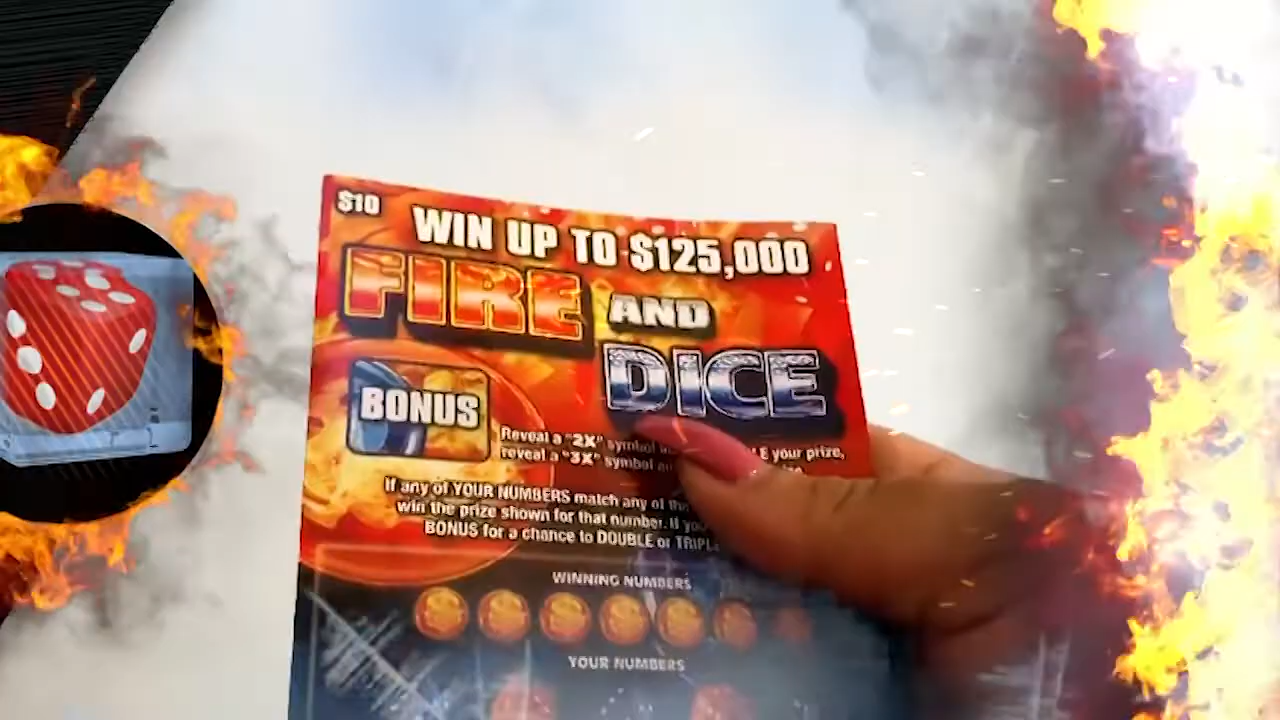 $10
WIN UP TO $125,000
FIRE AND
DICE
BONUS
Reveal a "2X" symbol E your prize,
reveal a "3X" symbol
If any of YOUR NUMBERS match any of
win the prize shown for that number. If
BONUS for a chance to DOUBLE or
WINNING NUMBERS
YOUR NUMBERS